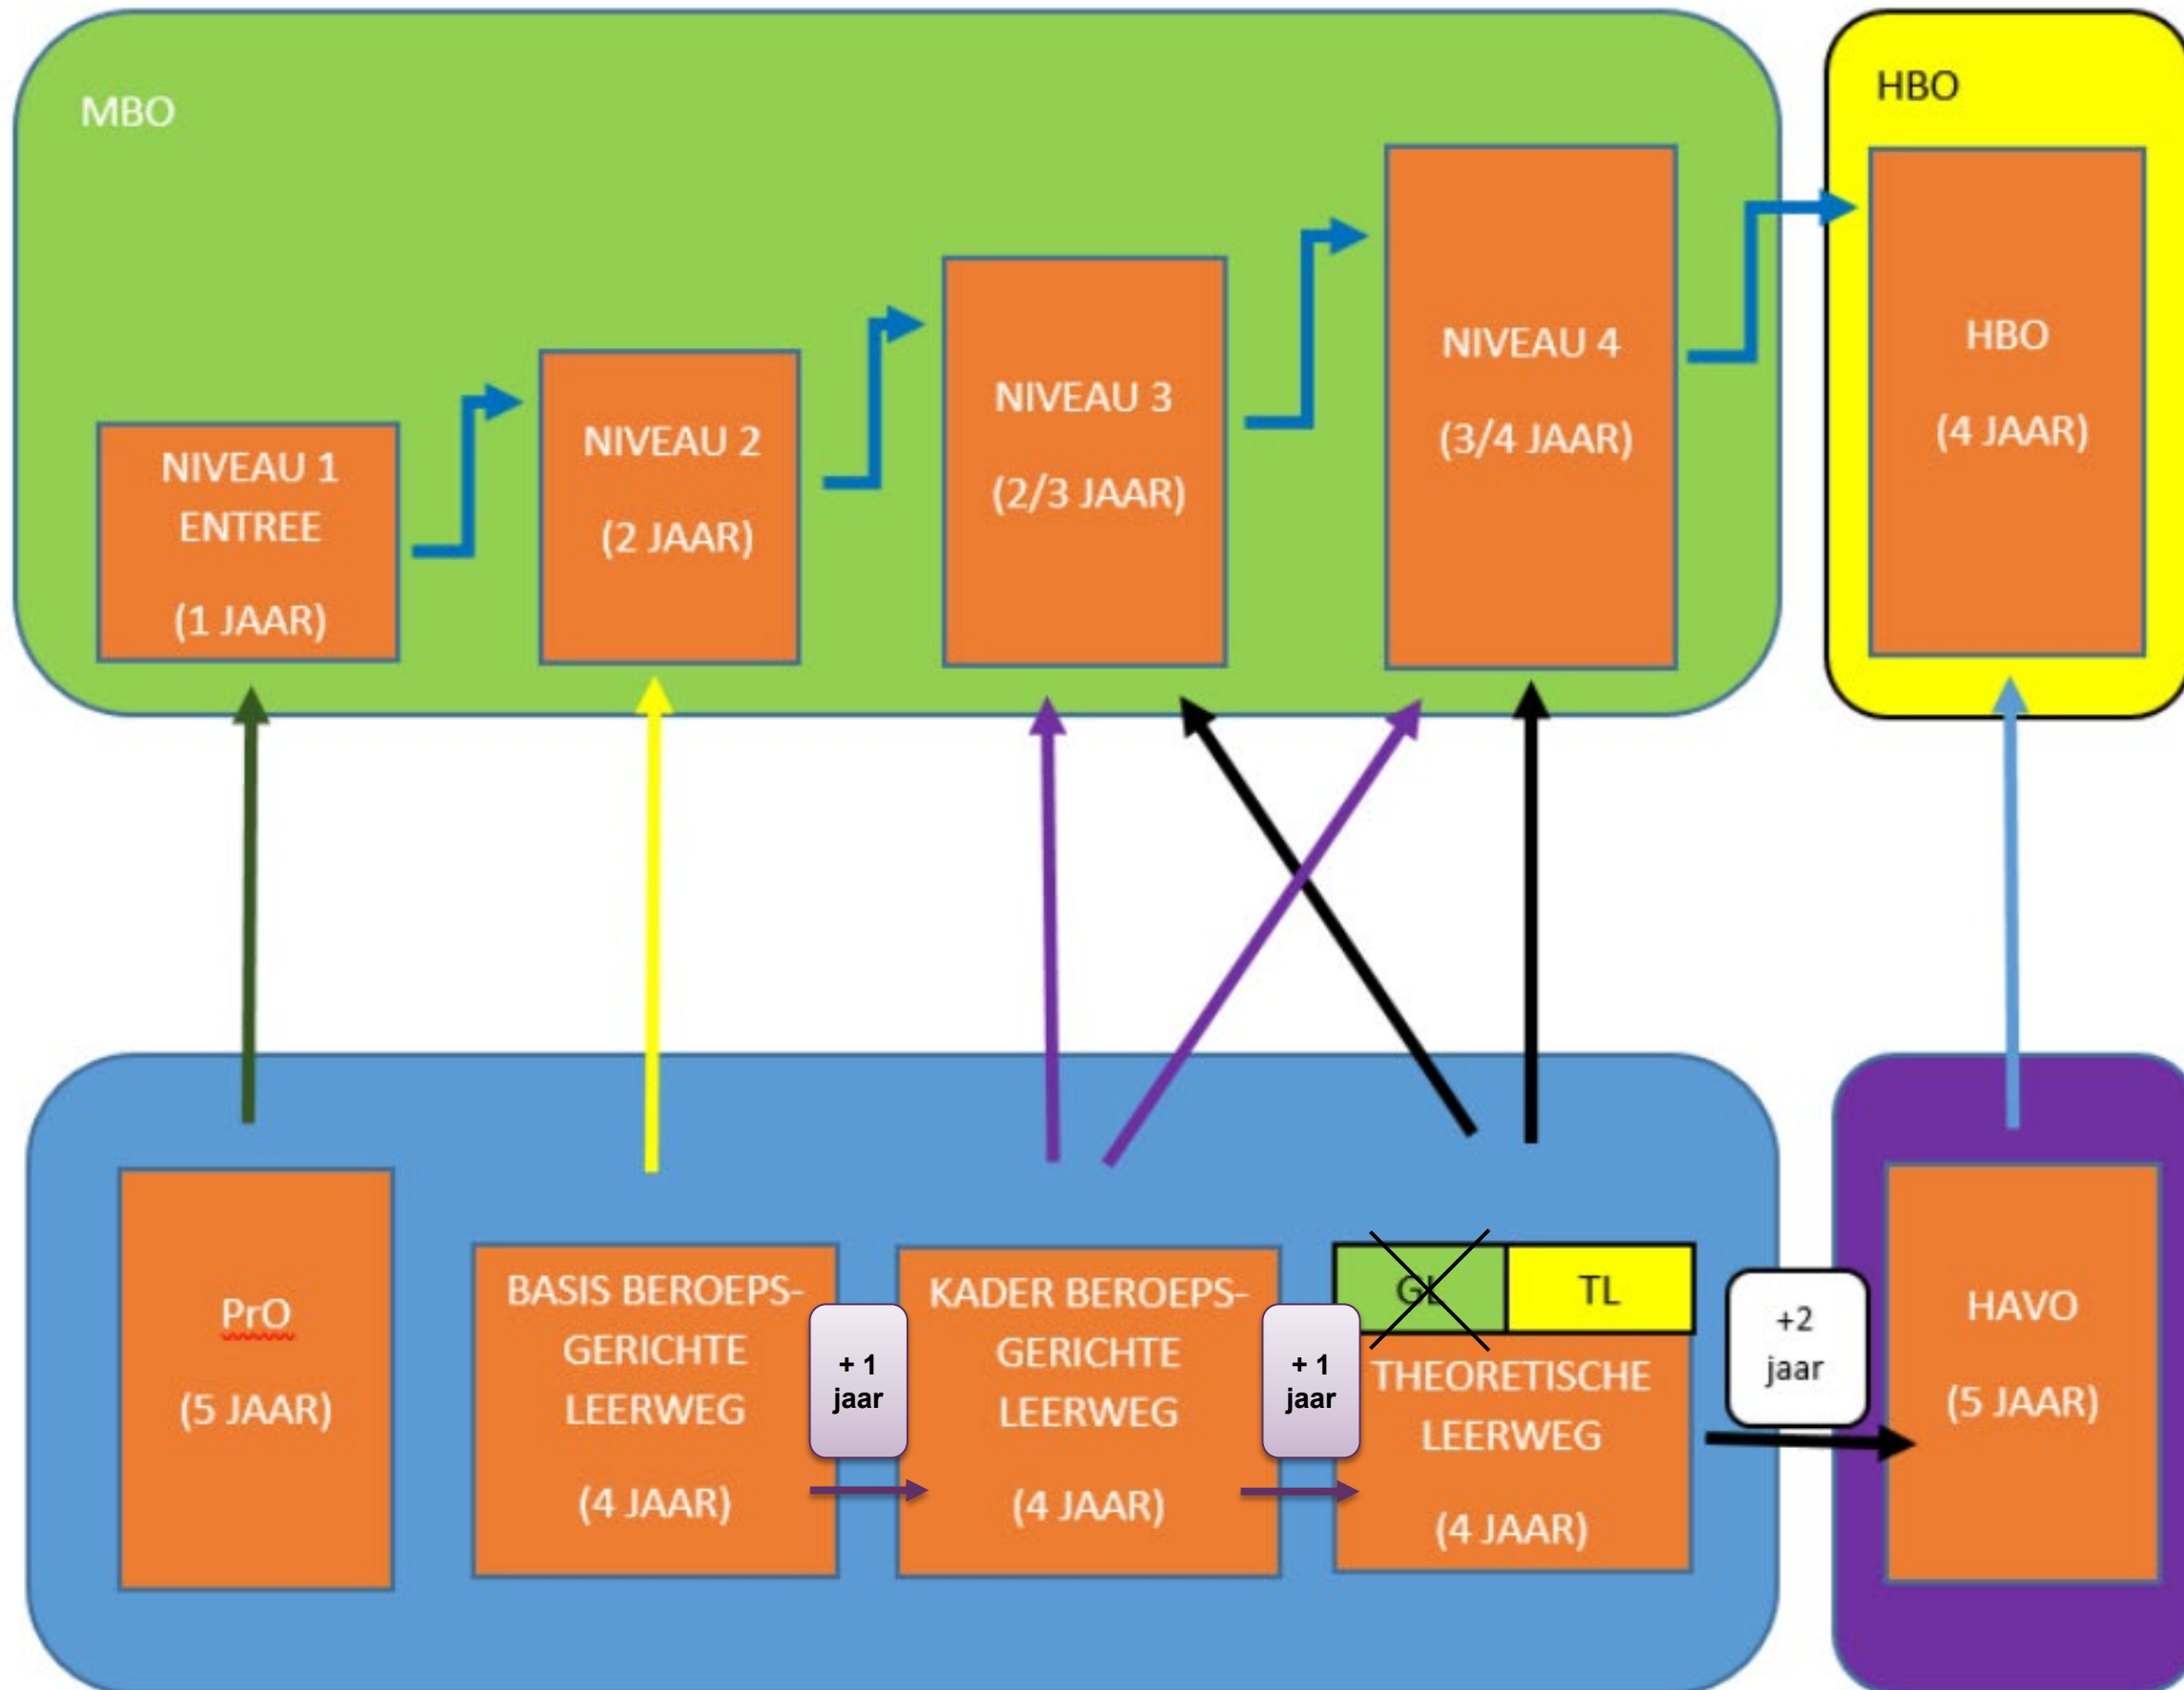 MBO
NIVEAU 1
ENTREE
(1 JAAR)
NIVEAU 2
(2 JAAR)
NIVEAU 3
(2/3 JAAR)
NIVEAU 4
(3/4 JAAR)
HBO
HBO
(4 JAAR)
PrO
(5 JAAR)
BASIS BEROEPS-
GERICHTE
LEERWEG
(4 JAAR)
+ 1
jaar
KADER BEROEPS-
GERICHTE
LEERWEG
(4 JAAR)
+ 1
jaar
GL
TL
THEORETISCHE
LEERWEG
(4 JAAR)
+2
jaar
HAVO
(5 JAAR)